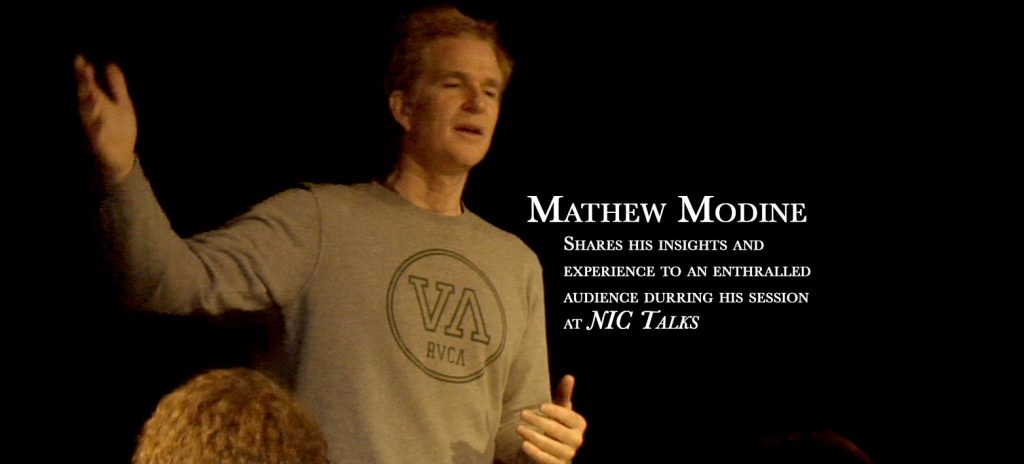 VA
RVCA
Mathew Modine
Shares his insights and
experience to an enthralled
audience durring his session
at NIC Talks